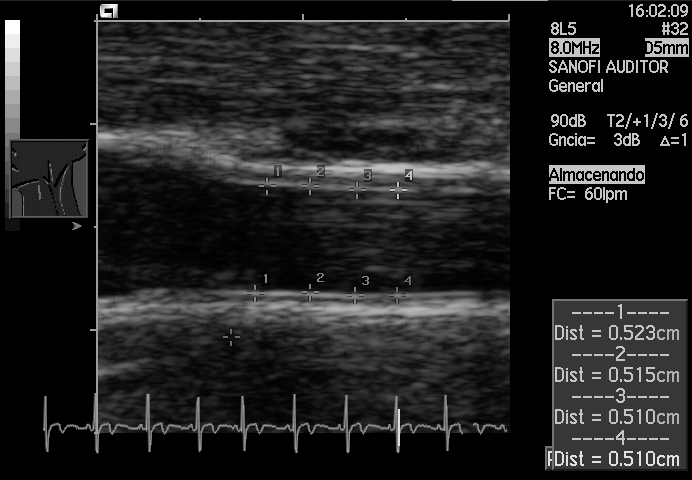 16:02:09
8L5 #32
8.0MHz 05mm
SANOFI AUDITOR
General
90dB T2/+1/3/ 6
Gncia= 3dB Δ=1
Almacenando
FC= 60lpm
1 2 3 4
1 2 3 4
----1----
Dist = 0.523cm
----2----
Dist = 0.515cm
----3----
Dist = 0.510cm
----4----
Dist = 0.510cm